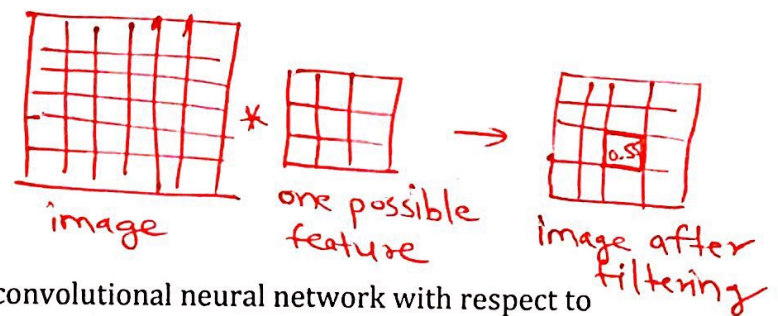 *
→
0.55
image
one possible
feature
image after
filtering
convolutional neural network with respect to